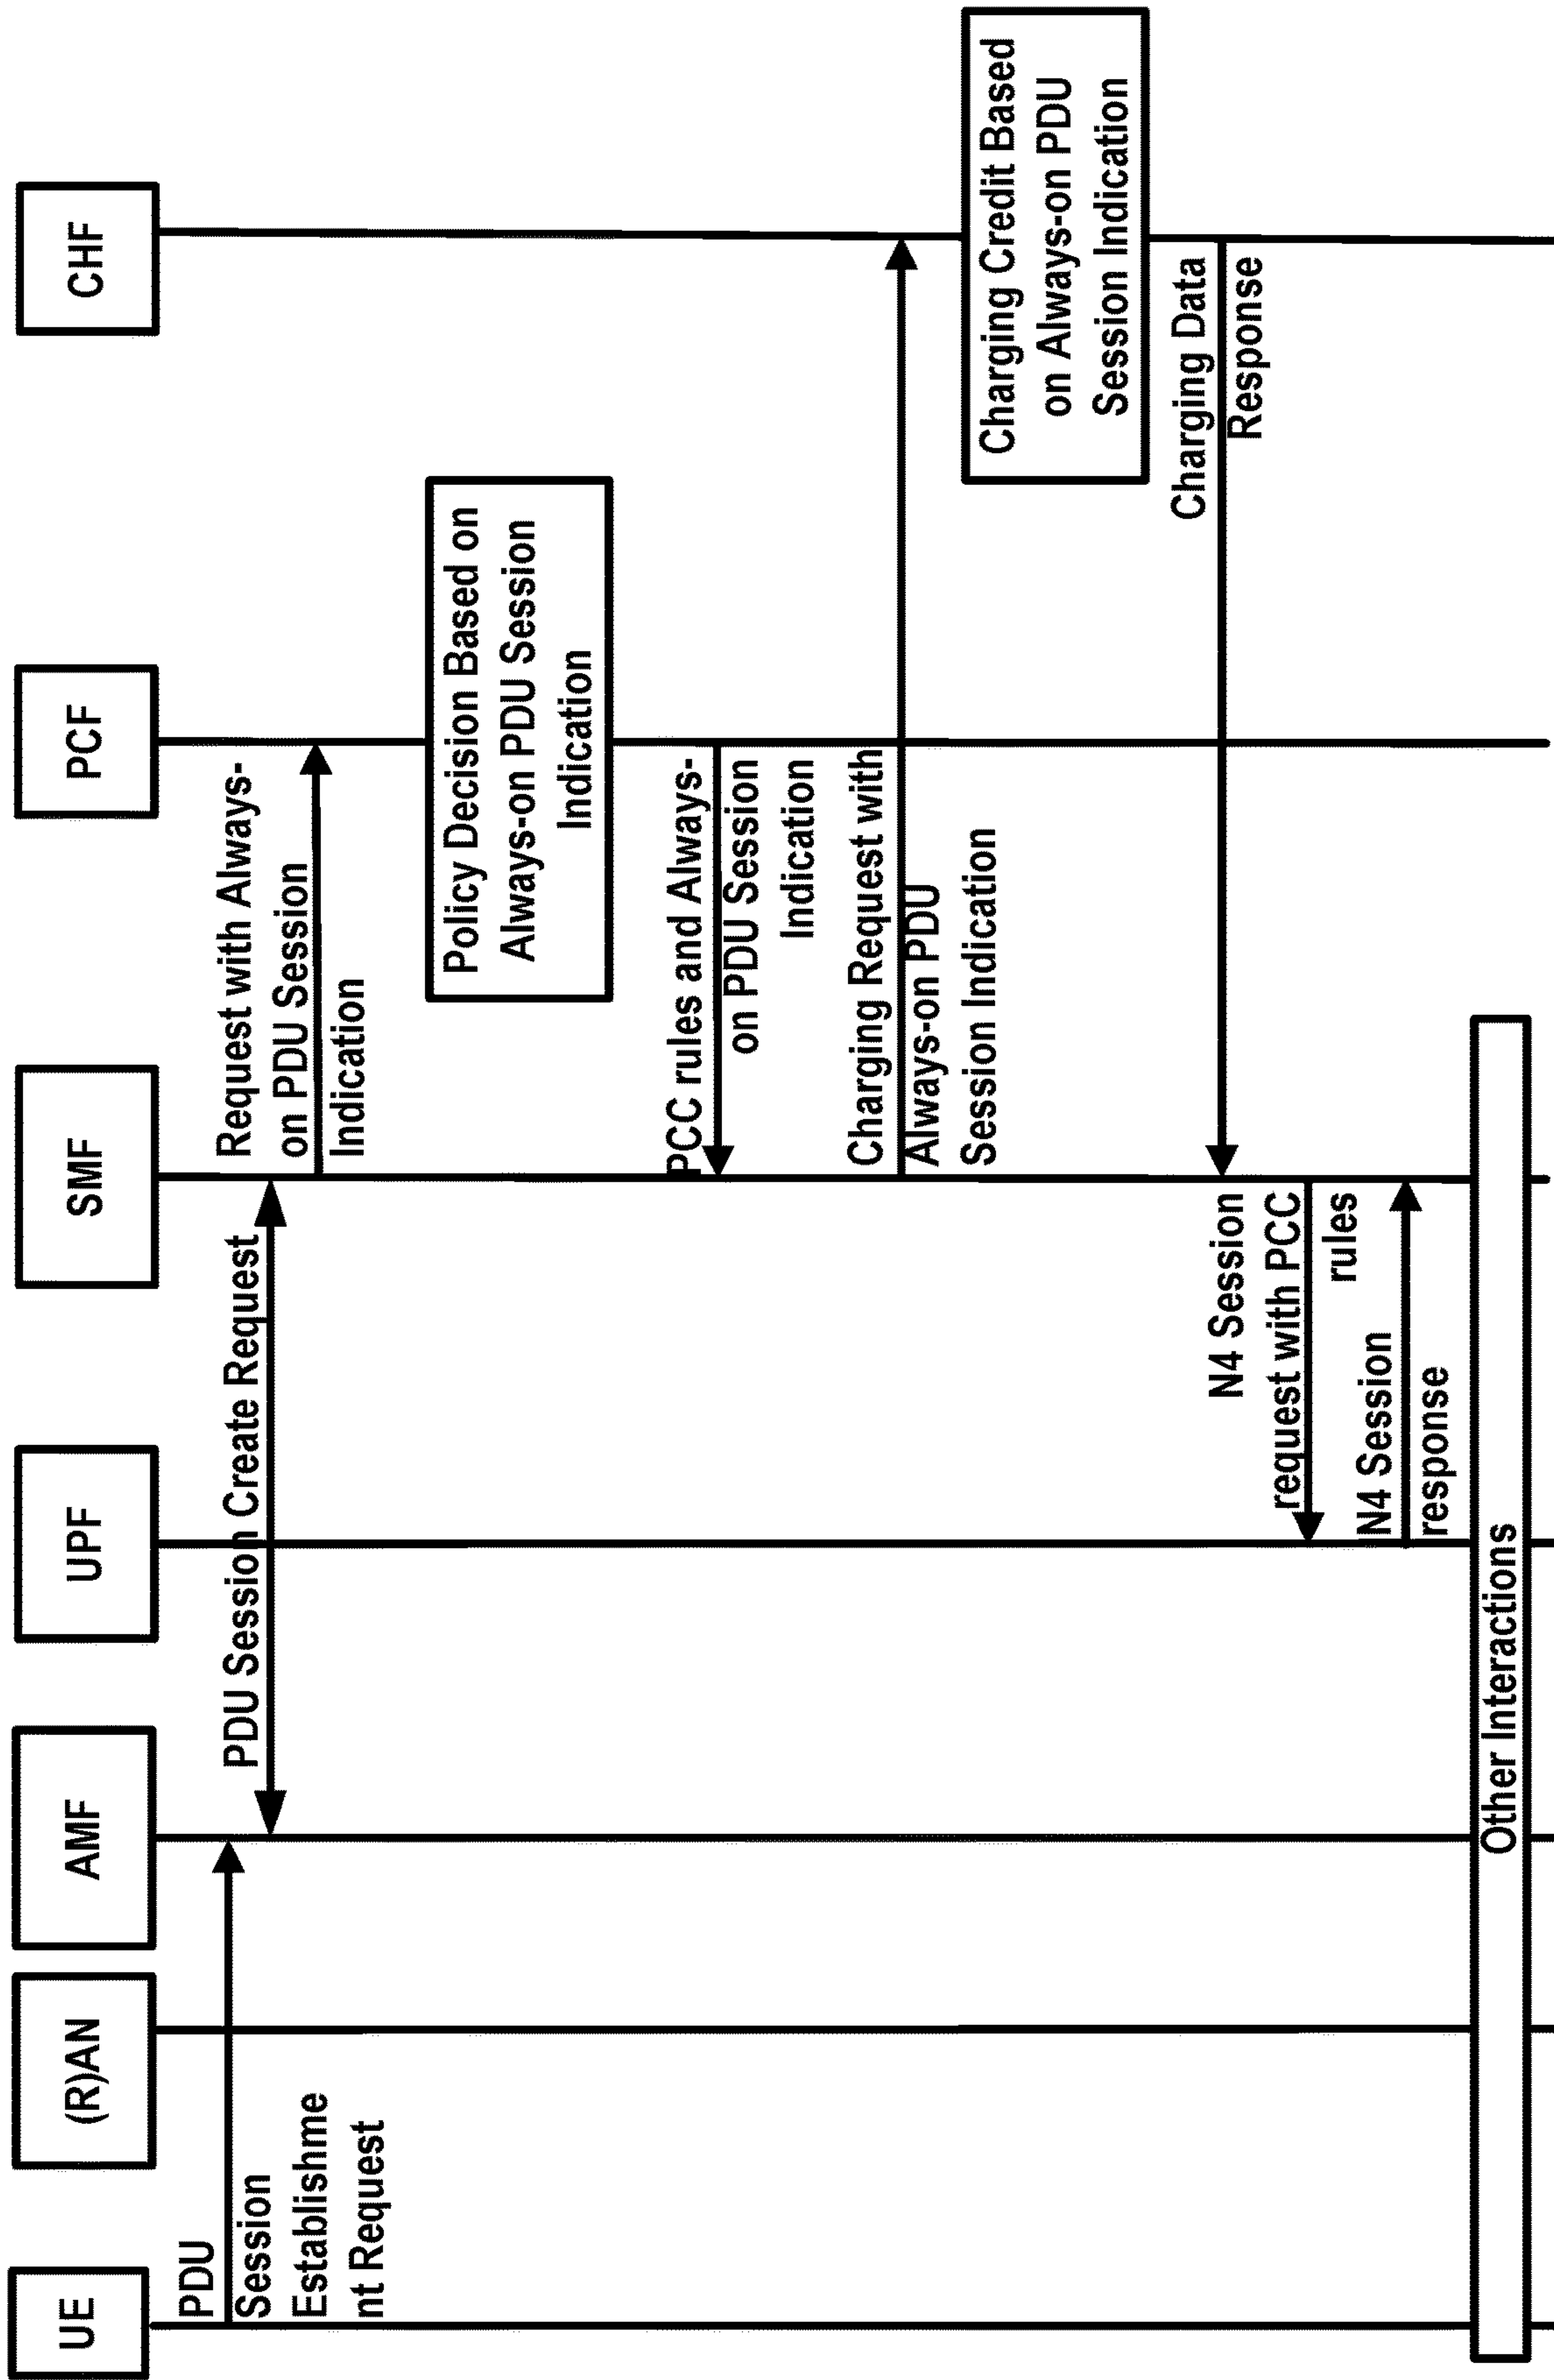 UE
(R)AN
AMF
UPF
SMF
PCF
CHF
PDU
Session
Establishme
nt Request
PDU Session Create Request
Request with Always-
on PDU Session
Indication
Policy Decision Based on
Always-on PDU Session
Indication
PCC rules and Always-
on PDU Session
Indication
Charging Request with
Always-on PDU
Session Indication
Charging Credit Based
on Always-on PDU
Session Indication
Charging Data
Response
N4 Session
request with PCC
rules
N4 Session
response
Other Interactions